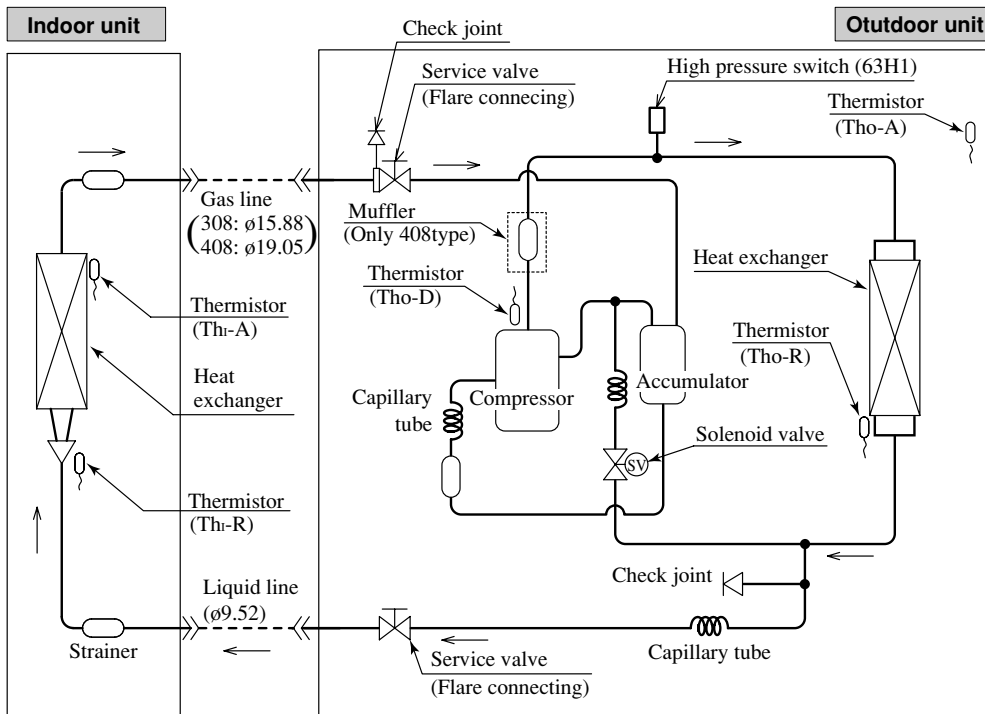 Indoor unit
Otutdoor unit
Check joint
Service valve
(Flare connecing)
High pressure switch (63H1)
Thermistor
(Tho-A)
Gas line
(308: ø15.88
408: ø19.05)
Muffler
(Only 408type)
Thermistor
(Tho-D)
Heat exchanger
Thermistor
(ThI-A)
Thermistor
(Tho-R)
Heat
exchanger
Capillary
tube
Compressor
Accumulator
Solenoid valve
SV
Thermistor
(ThI-R)
Liquid line
(ø9.52)
Check joint
Strainer
Service valve
(Flare connecting)
Capillary tube